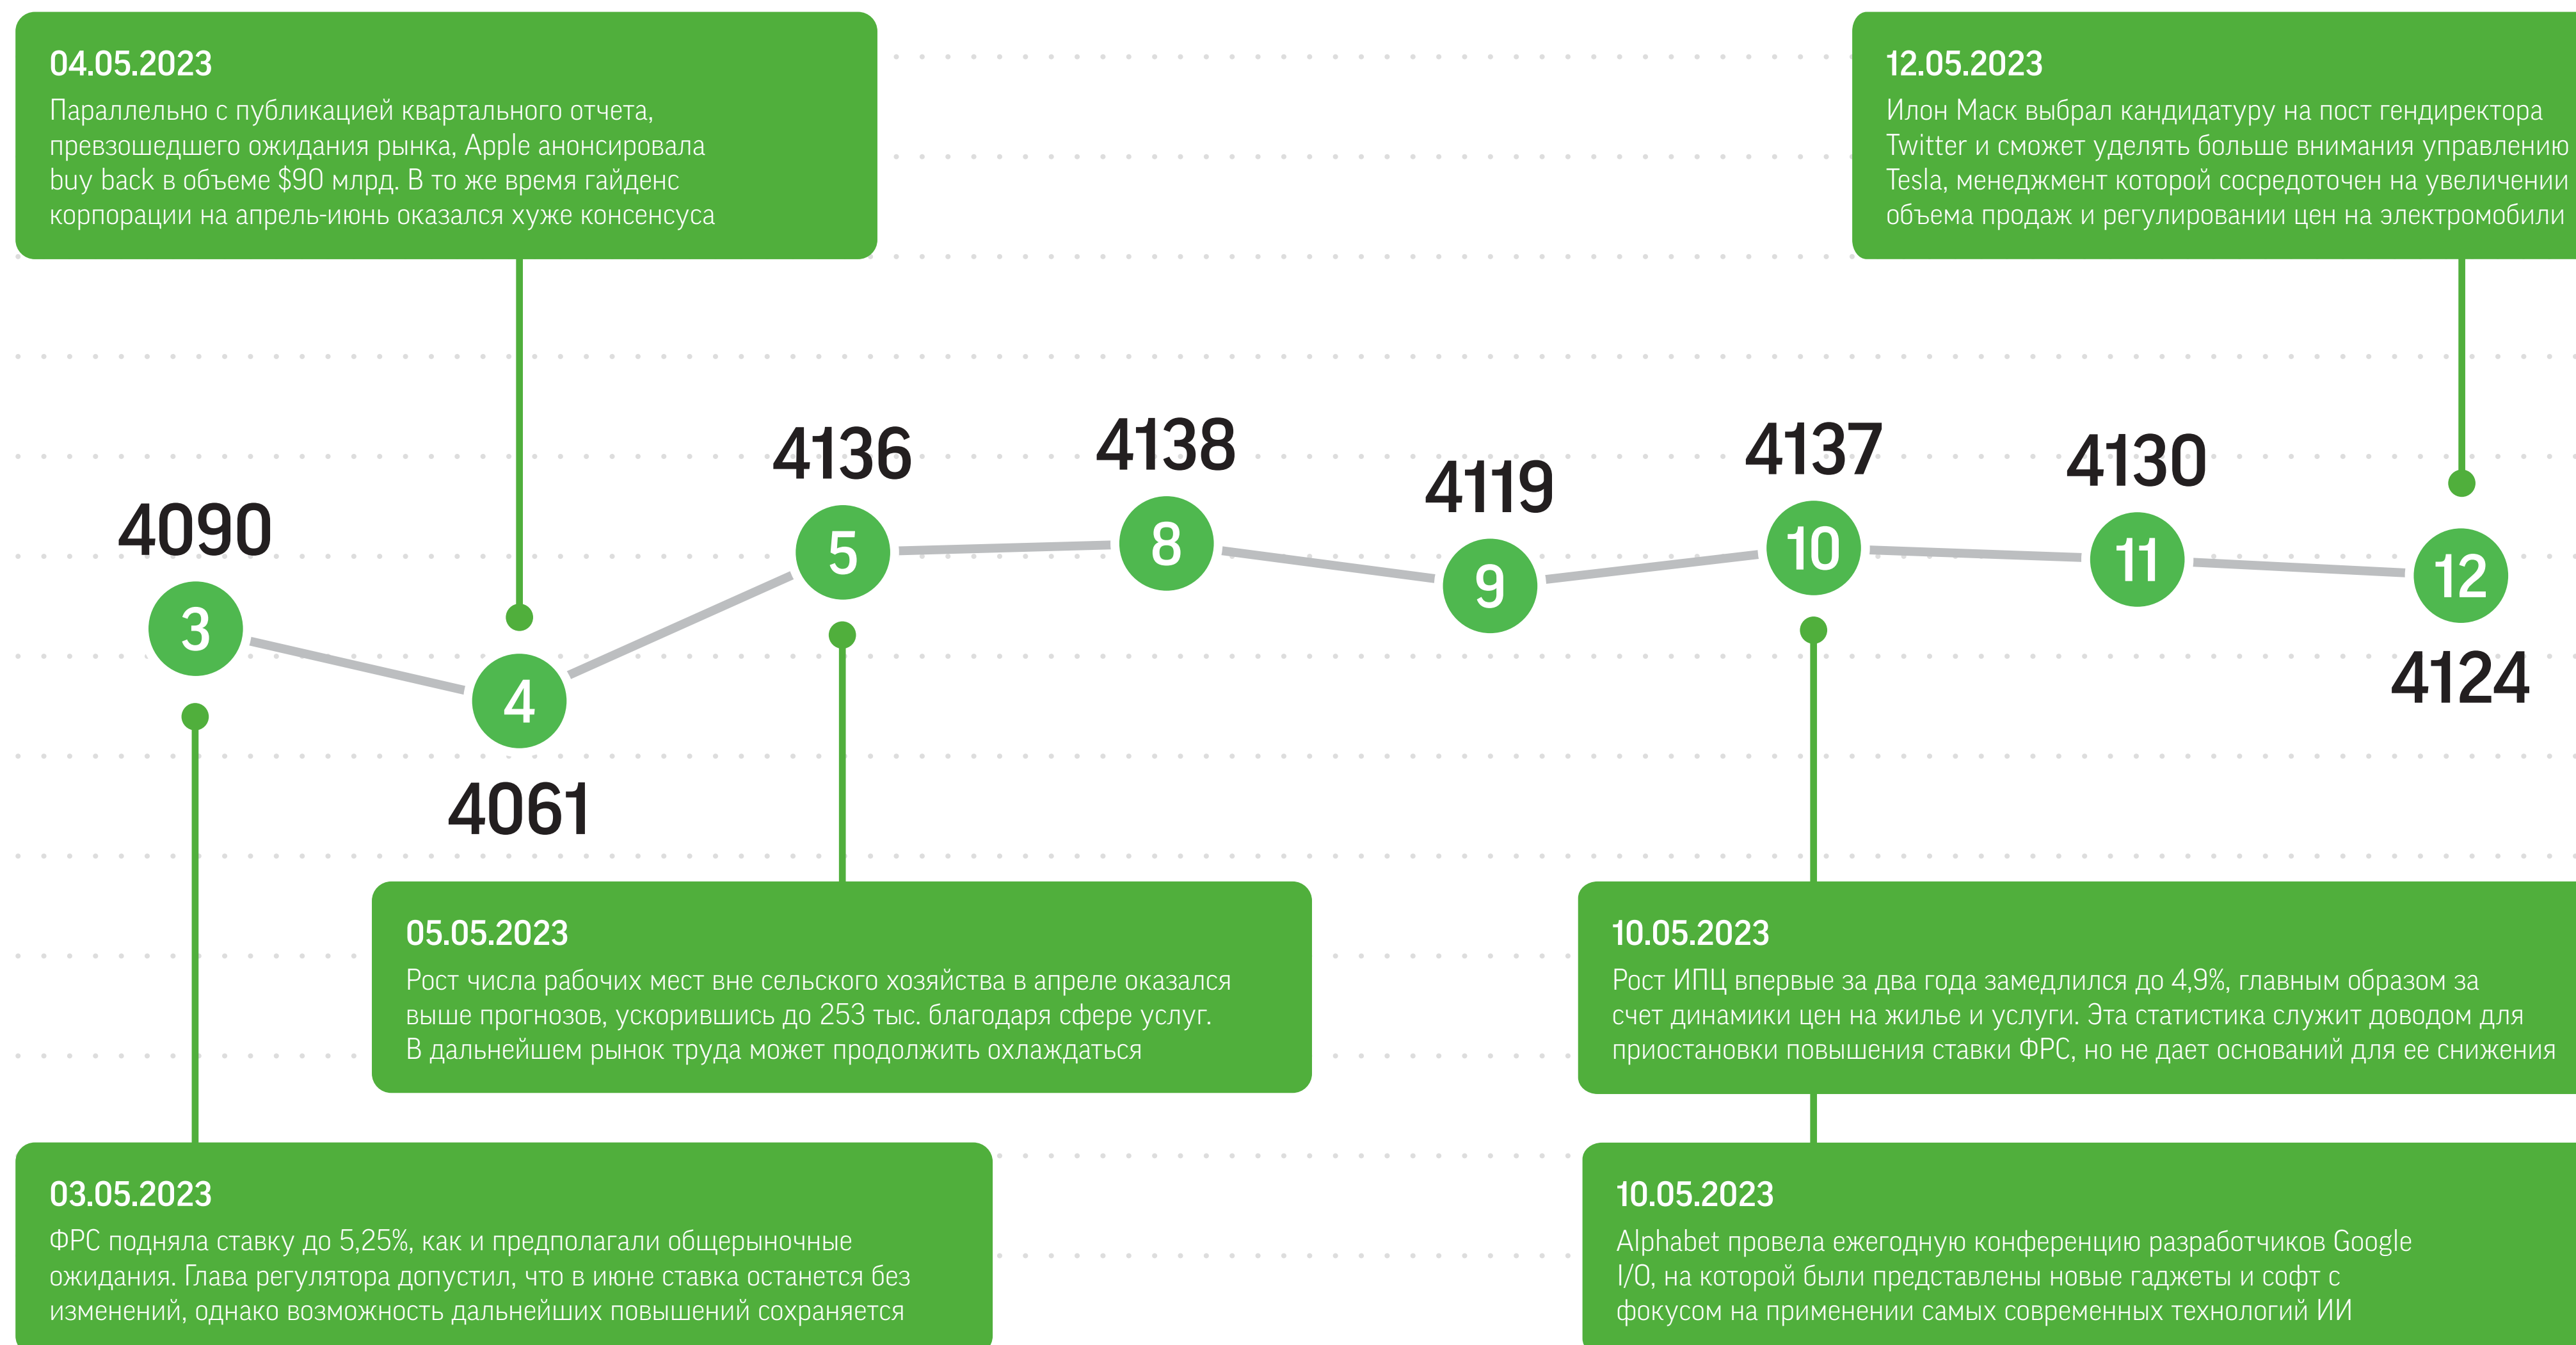 04.05.2023
Параллельно с публикацией квартального отчета,
превзошедшего ожидания рынка, Apple анонсировала
buy back в объеме $90 млрд. В то же время гайденс
корпорации на апрель-июнь оказался хуже консенсуса
12.05.2023
Илон Маск выбрал кандидатуру на пост гендиректора
Twitter и сможет уделять больше внимания управлению
Tesla, менеджмент которой сосредоточен на увеличении
объема продаж и регулировании цен на электромобили
4090
3
4
4061
4136
5
4138
8
4119
9
4137
10
4130
11
12
4124
05.05.2023
Рост числа рабочих мест вне сельского хозяйства в апреле оказался
выше прогнозов, ускорившись до 253 тыс. благодаря сфере услуг.
В дальнейшем рынок труда может продолжить охлаждаться
10.05.2023
Рост ИПЦ впервые за два года замедлился до 4,9%, главным образом за
счет динамики цен на жилье и услуги. Эта статистика служит доводом для
приостановки повышения ставки ФРС, но не дает оснований для ее снижения
03.05.2023
ФРС подняла ставку до 5,25%, как и предполагали общерыночные
ожидания. Глава регулятора допустил, что в июне ставка останется без
изменений, однако возможность дальнейших повышений сохраняется
10.05.2023
Alphabet провела ежегодную конференцию разработчиков Google
I/O, на которой были представлены новые гаджеты и софт с
фокусом на применении самых современных технологий ИИ